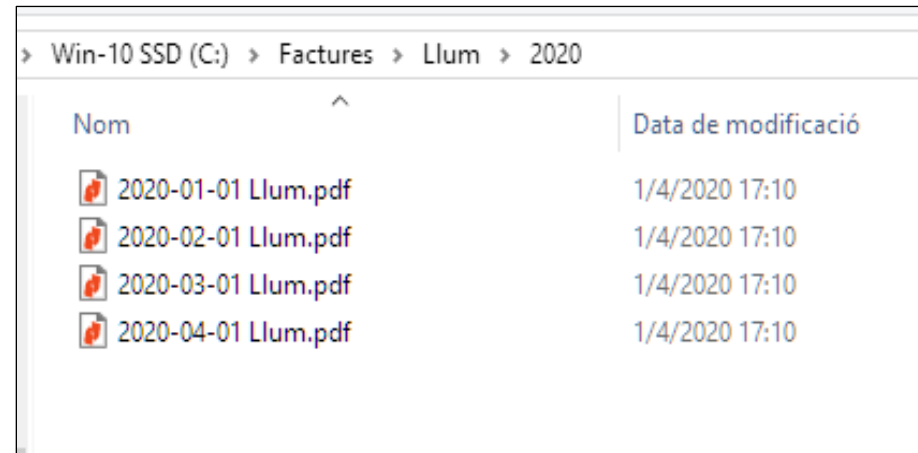 > Win-10 SSD (C:) > Factures > Llum > 2020
Nom Data de modificació
2020-01-01 Llum.pdf 1/4/2020 17:10
2020-02-01 Llum.pdf 1/4/2020 17:10
2020-03-01 Llum.pdf 1/4/2020 17:10
2020-04-01 Llum.pdf 1/4/2020 17:10